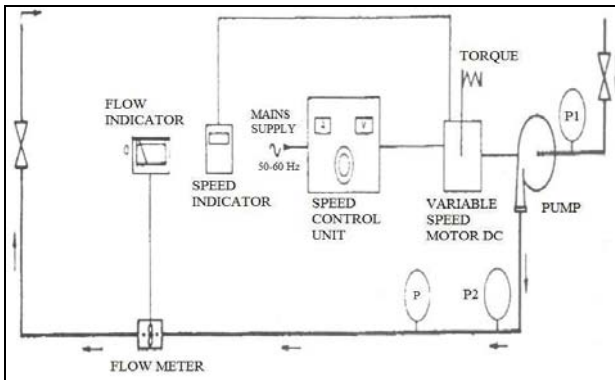 TORQUE
FLOW
INDICATOR
MAINS
SUPPLY
50-60 Hz
P1
SPEED
INDICATOR
SPEED
CONTROL
UNIT
VARIABLE
SPEED
MOTOR DC
PUMP
P
P2
FLOW METER